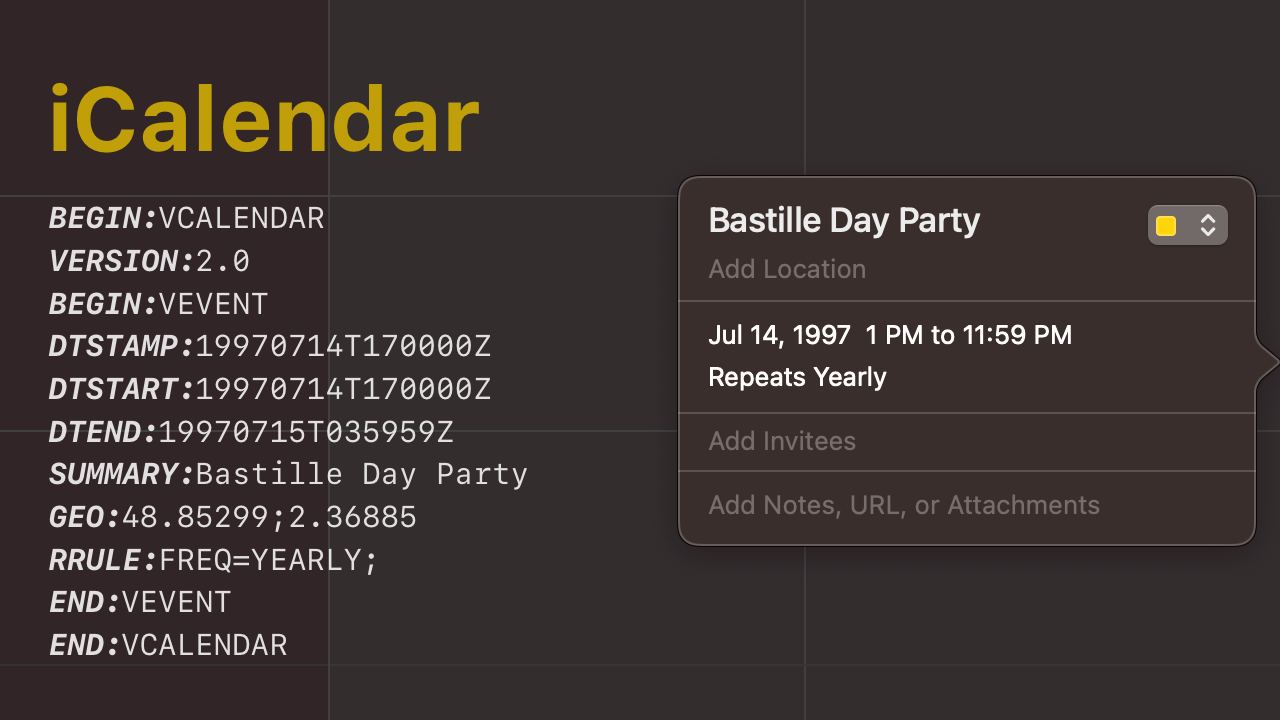 iCalendar
BEGIN:VCALENDAR
VERSION:2.0
BEGIN:VEVENT
DTSTAMP:19970714T170000Z
DTSTART:19970714T170000Z
DTEND:19970715T035959Z
SUMMARY:Bastille Day Party
GEO:48.85299;2.36885
RRULE:FREQ=YEARLY;
END:VEVENT
END:VCALENDAR
Bastille Day Party
Add Location
Jul 14, 1997 1 PM to 11:59 PM
Repeats Yearly
Add Invitees
Add Notes, URL, or Attachments